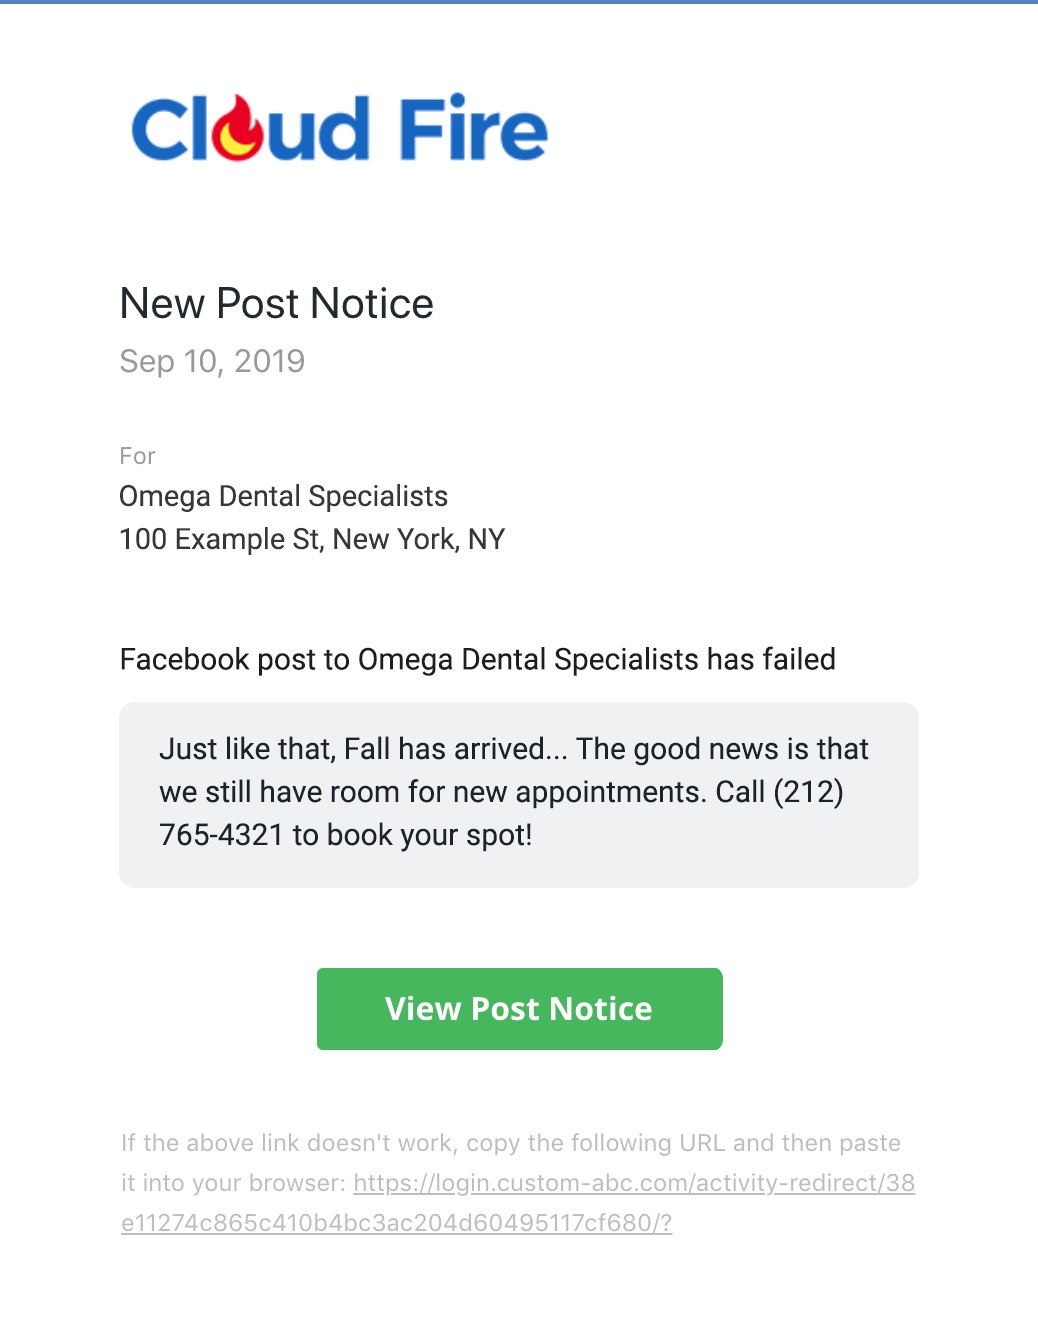 Cloud Fire
New Post Notice
Sep 10, 2019
For
Omega Dental Specialists
100 Example St, New York, NY
Facebook post to Omega Dental Specialists has failed
Just like that, Fall has arrived... The good news is that
we still have room for new appointments. Call (212)
765-4321 to book your spot!
View Post Notice
If the above link doesn't work, copy the following URL and then paste
it into your browser: https://login.custom-abc.com/activity-redirect/38
e11274c865c410b4bc3ac204d60495117cf680/?